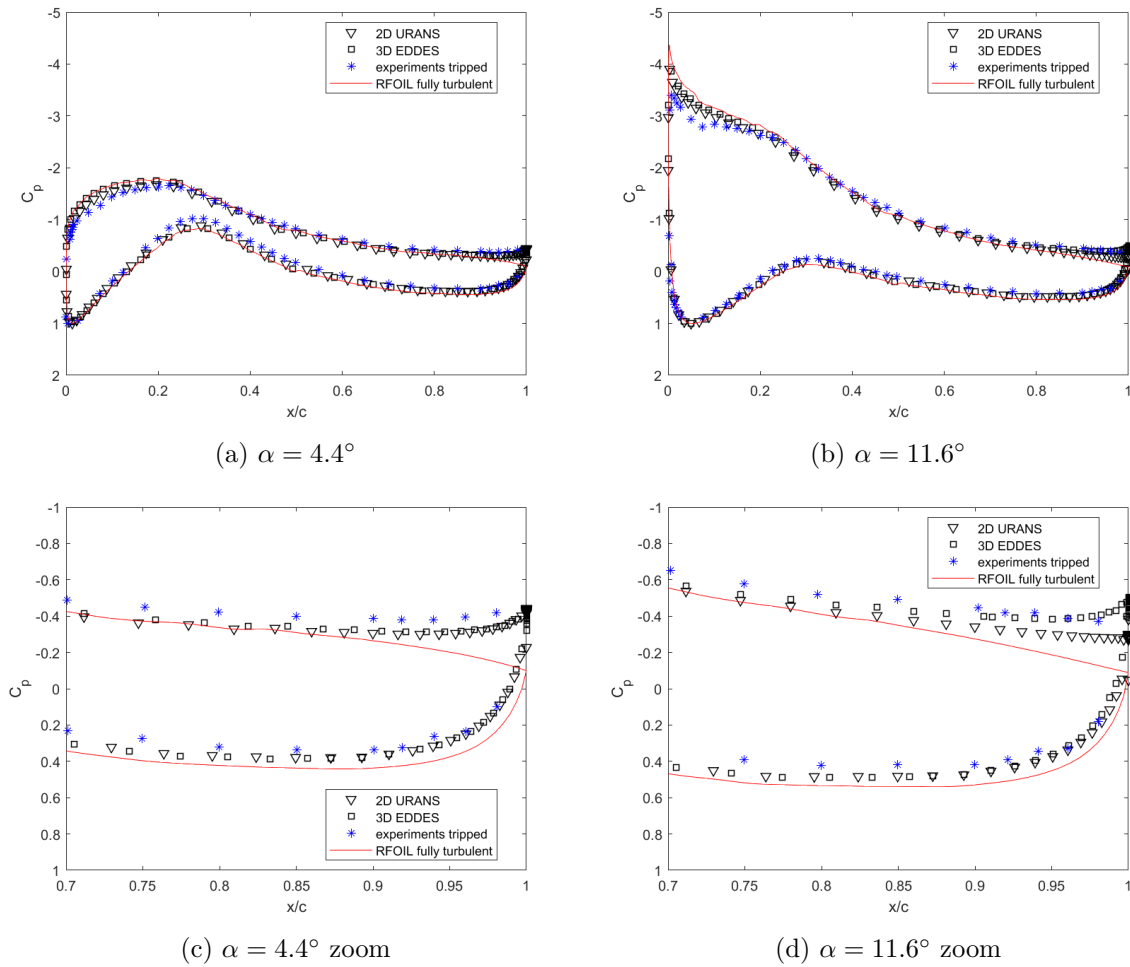 -5
-4
-3
-2
-1
0
1
2
C_p
0
0.2
0.4
0.6
0.8
1
x/c
2D URANS
3D EDDES
experiments tripped
RFOIL fully turbulent
(a) α = 4.4°
-5
-4
-3
-2
-1
0
1
2
C_p
0
0.2
0.4
0.6
0.8
1
x/c
2D URANS
3D EDDES
experiments tripped
RFOIL fully turbulent
(b) α = 11.6°
-1
-0.8
-0.6
-0.4
-0.2
0
0.2
0.4
0.6
0.8
1
C_p
0.7
0.75
0.8
0.85
0.9
0.95
1
x/c
2D URANS
3D EDDES
experiments tripped
RFOIL fully turbulent
(c) α = 4.4° zoom
-1
-0.8
-0.6
-0.4
-0.2
0
0.2
0.4
0.6
0.8
1
C_p
0.7
0.75
0.8
0.85
0.9
0.95
1
x/c
2D URANS
3D EDDES
experiments tripped
RFOIL fully turbulent
(d) α = 11.6° zoom